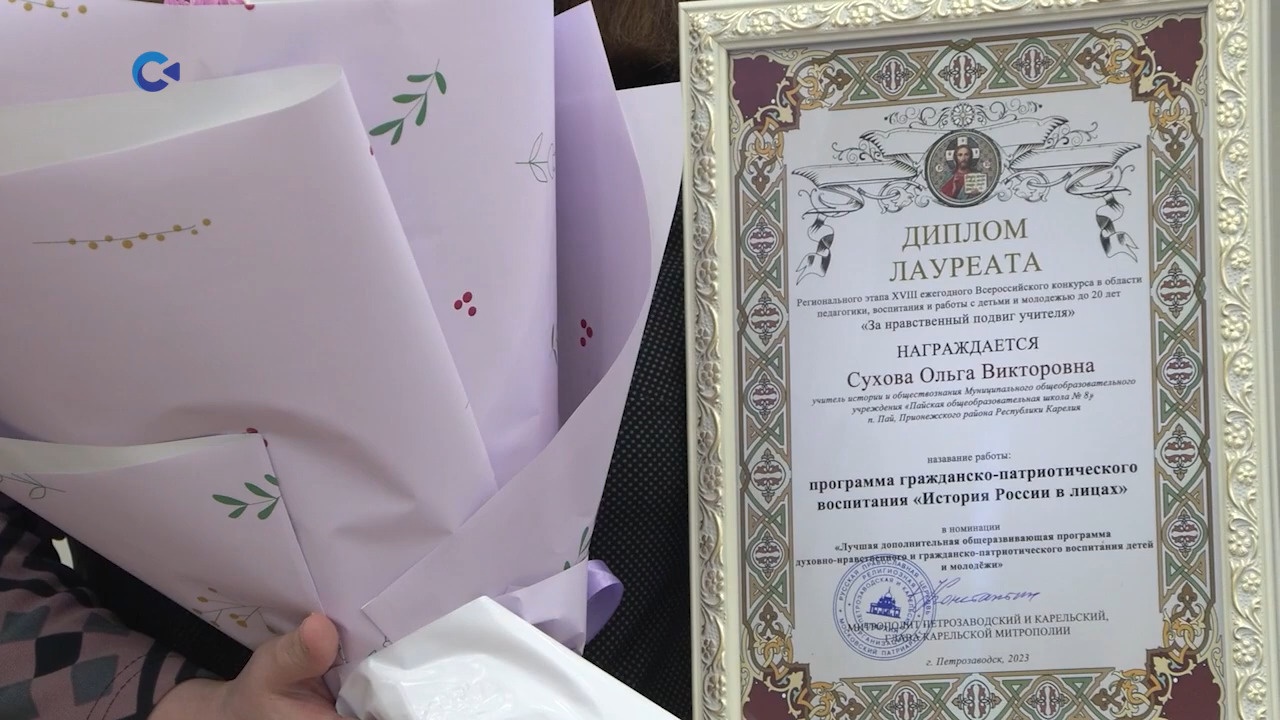 ДИПЛОМ
ЛАУРЕАТА
Регионального этапа XVIII ежегодного Всероссийского конкурса в области
педагогики, воспитания и работы с детьми и молодежью до 20 лет
«За нравственный подвиг учителя»
НАГРАЖДАЕТСЯ
Сухова Ольга Викторовна
учитель истории и обществознания Муниципального общеобразовательного
учреждения «Пайская общеобразовательная школа № 8»
п. Пай, Прионежского района Республики Карелия
название работы:
программа гражданско-патриотического
воспитания «История России в лицах»
в номинации
«Лучшая дополнительная общеразвивающая программа
духовно-нравственного и гражданско-патриотического воспитания детей
и молодёжи»
МИТРОПОЛИТ ПЕТРОЗАВОДСКИЙ И КАРЕЛЬСКИЙ,
ГЛАВА КАРЕЛЬСКОЙ МИТРОПОЛИИ
г. Петрозаводск, 2023